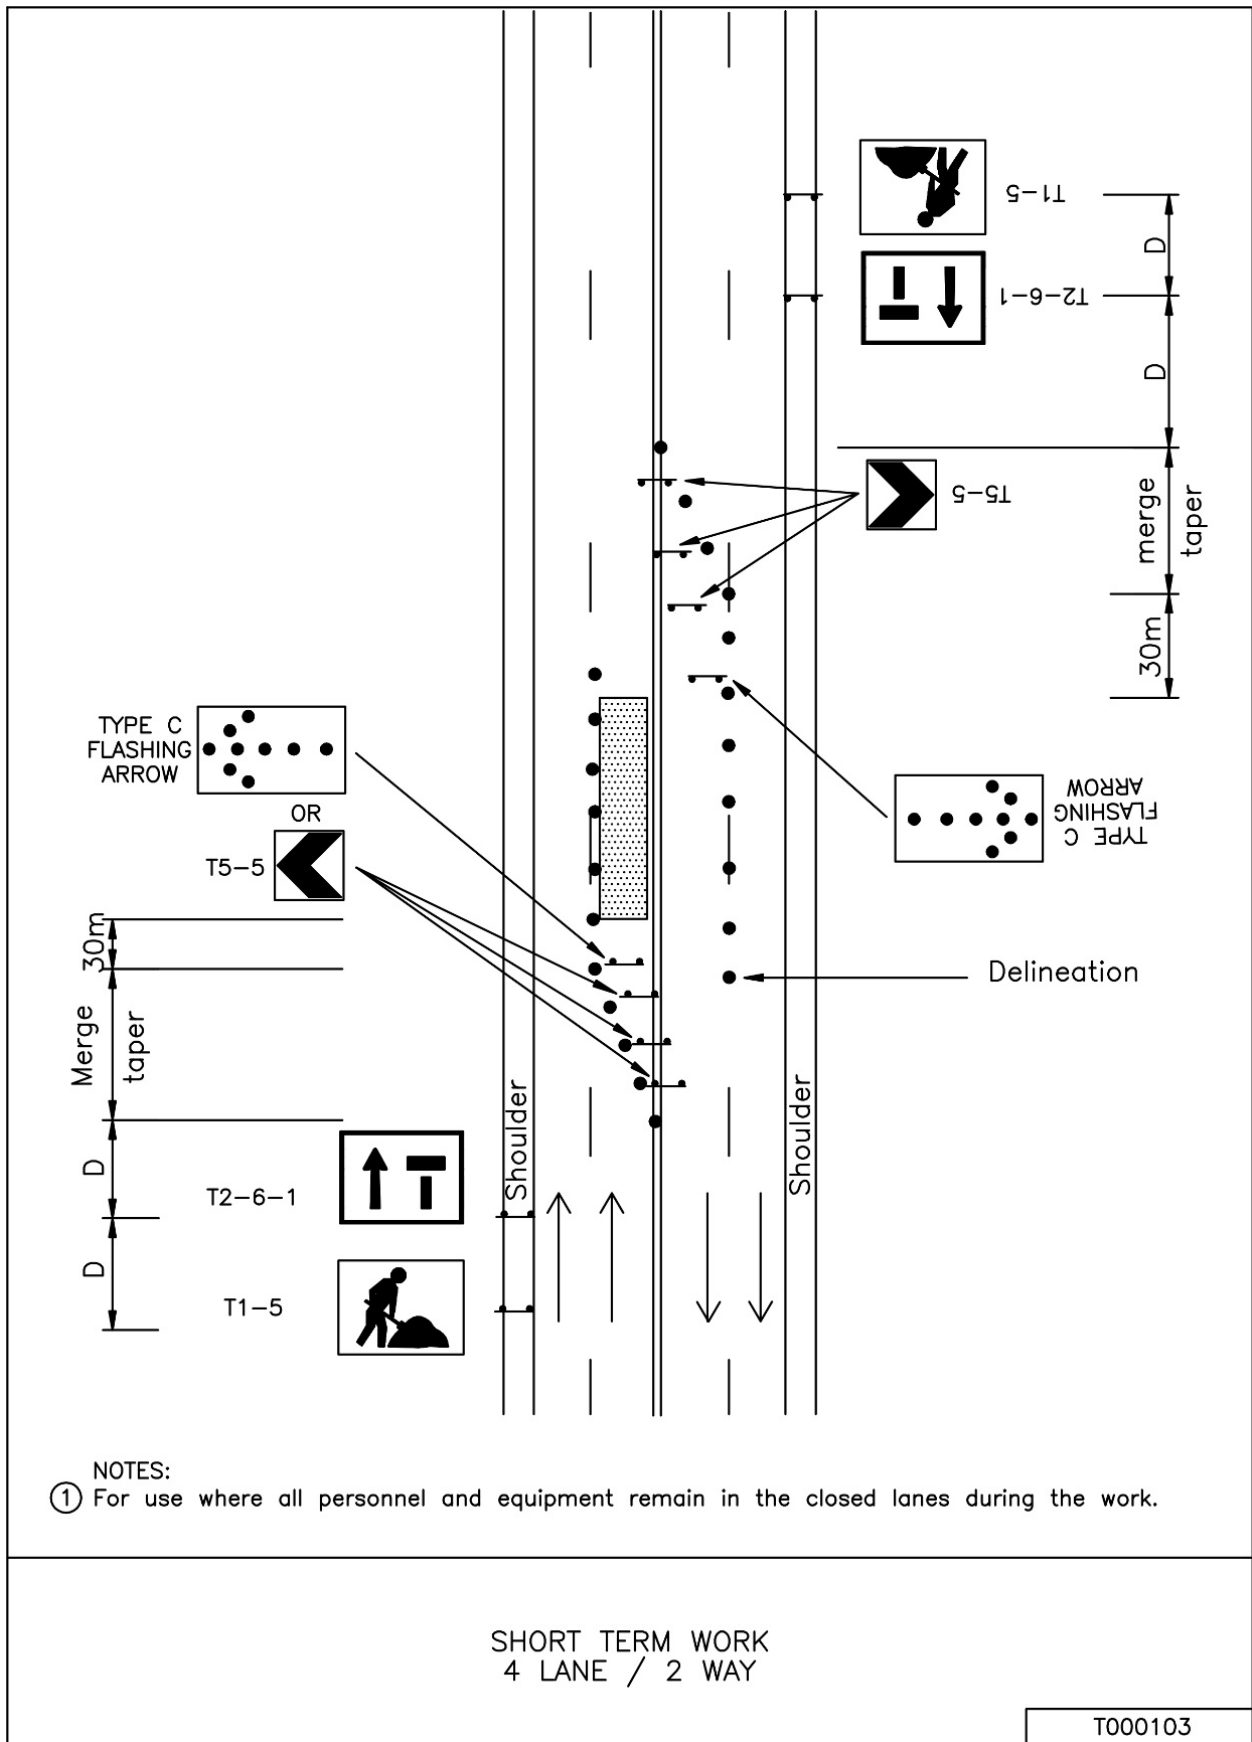 T1-5
D
T2-6-1
D
T5-5
merge
taper
30m
TYPE C
FLASHING
ARROW
OR
T5-5
TYPE C
FLASHING
ARROW
30m
Delineation
Merge
taper
Shoulder
Shoulder
D
T2-6-1
D
T1-5
NOTES:
1 For use where all personnel and equipment remain in the closed lanes during the work.
SHORT TERM WORK
4 LANE / 2 WAY
T000103